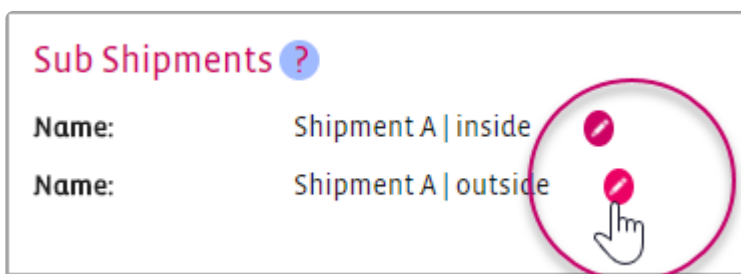 Sub Shipments ?
Name: Shipment A | inside
Name: Shipment A | outside